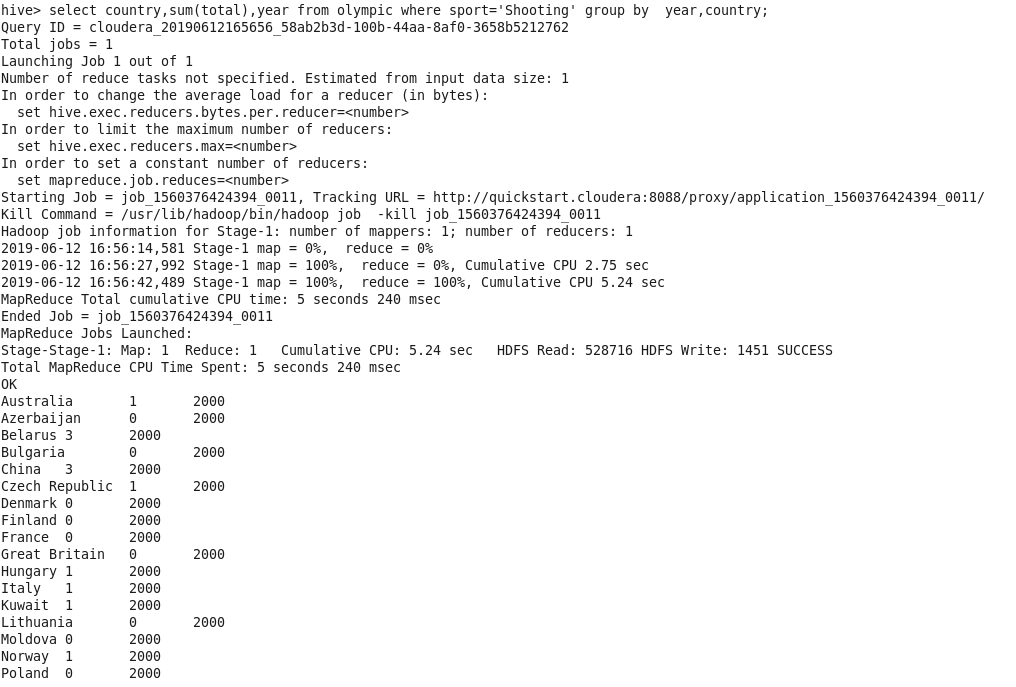 hive> select country,sum(total),year from olympic where sport='Shooting' group by  year,country;
Query ID = cloudera_20190612165656_58ab2b3d-100b-44aa-8af0-3658b5212762
Total jobs = 1
Launching Job 1 out of 1
Number of reduce tasks not specified. Estimated from input data size: 1
In order to change the average load for a reducer (in bytes):
  set hive.exec.reducers.bytes.per.reducer=<number>
In order to limit the maximum number of reducers:
  set hive.exec.reducers.max=<number>
In order to set a constant number of reducers:
  set mapreduce.job.reduces=<number>
Starting Job = job_1560376424394_0011, Tracking URL = http://quickstart.cloudera:8088/proxy/application_1560376424394_0011/
Kill Command = /usr/lib/hadoop/bin/hadoop job  -kill job_1560376424394_0011
Hadoop job information for Stage-1: number of mappers: 1; number of reducers: 1
2019-06-12 16:56:14,581 Stage-1 map = 0%,  reduce = 0%
2019-06-12 16:56:27,992 Stage-1 map = 100%,  reduce = 0%, Cumulative CPU 2.75 sec
2019-06-12 16:56:42,489 Stage-1 map = 100%,  reduce = 100%, Cumulative CPU 5.24 sec
MapReduce Total cumulative CPU time: 5 seconds 240 msec
Ended Job = job_1560376424394_0011
MapReduce Jobs Launched:
Stage-Stage-1: Map: 1  Reduce: 1   Cumulative CPU: 5.24 sec   HDFS Read: 528716 HDFS Write: 1451 SUCCESS
Total MapReduce CPU Time Spent: 5 seconds 240 msec
OK
Australia       1       2000
Azerbaijan      0       2000
Belarus 3       2000
Bulgaria        0       2000
China   3       2000
Czech Republic  1       2000
Denmark 0       2000
Finland 0       2000
France  0       2000
Great Britain   0       2000
Hungary 1       2000
Italy   1       2000
Kuwait  1       2000
Lithuania       0       2000
Moldova 0       2000
Norway  1       2000
Poland  0       2000